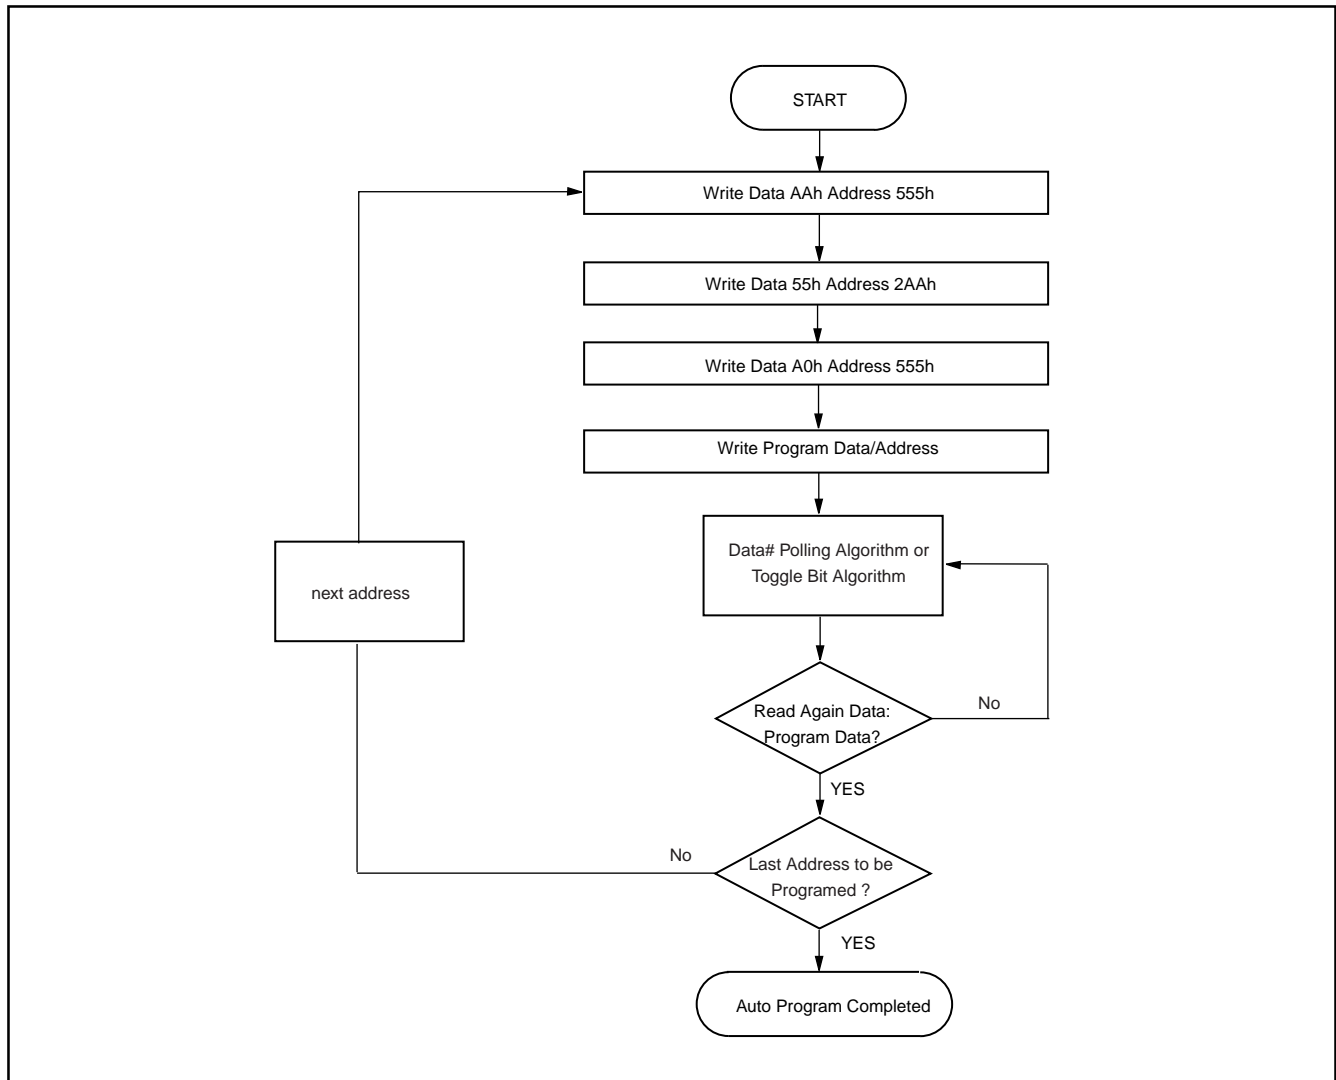 START
Write Data AAh Address 555h
Write Data 55h Address 2AAh
Write Data A0h Address 555h
Write Program Data/Address
Data# Polling Algorithm or
Toggle Bit Algorithm
next address
Read Again Data:
Program Data?
No
YES
No
Last Address to be
Programed ?
YES
Auto Program Completed